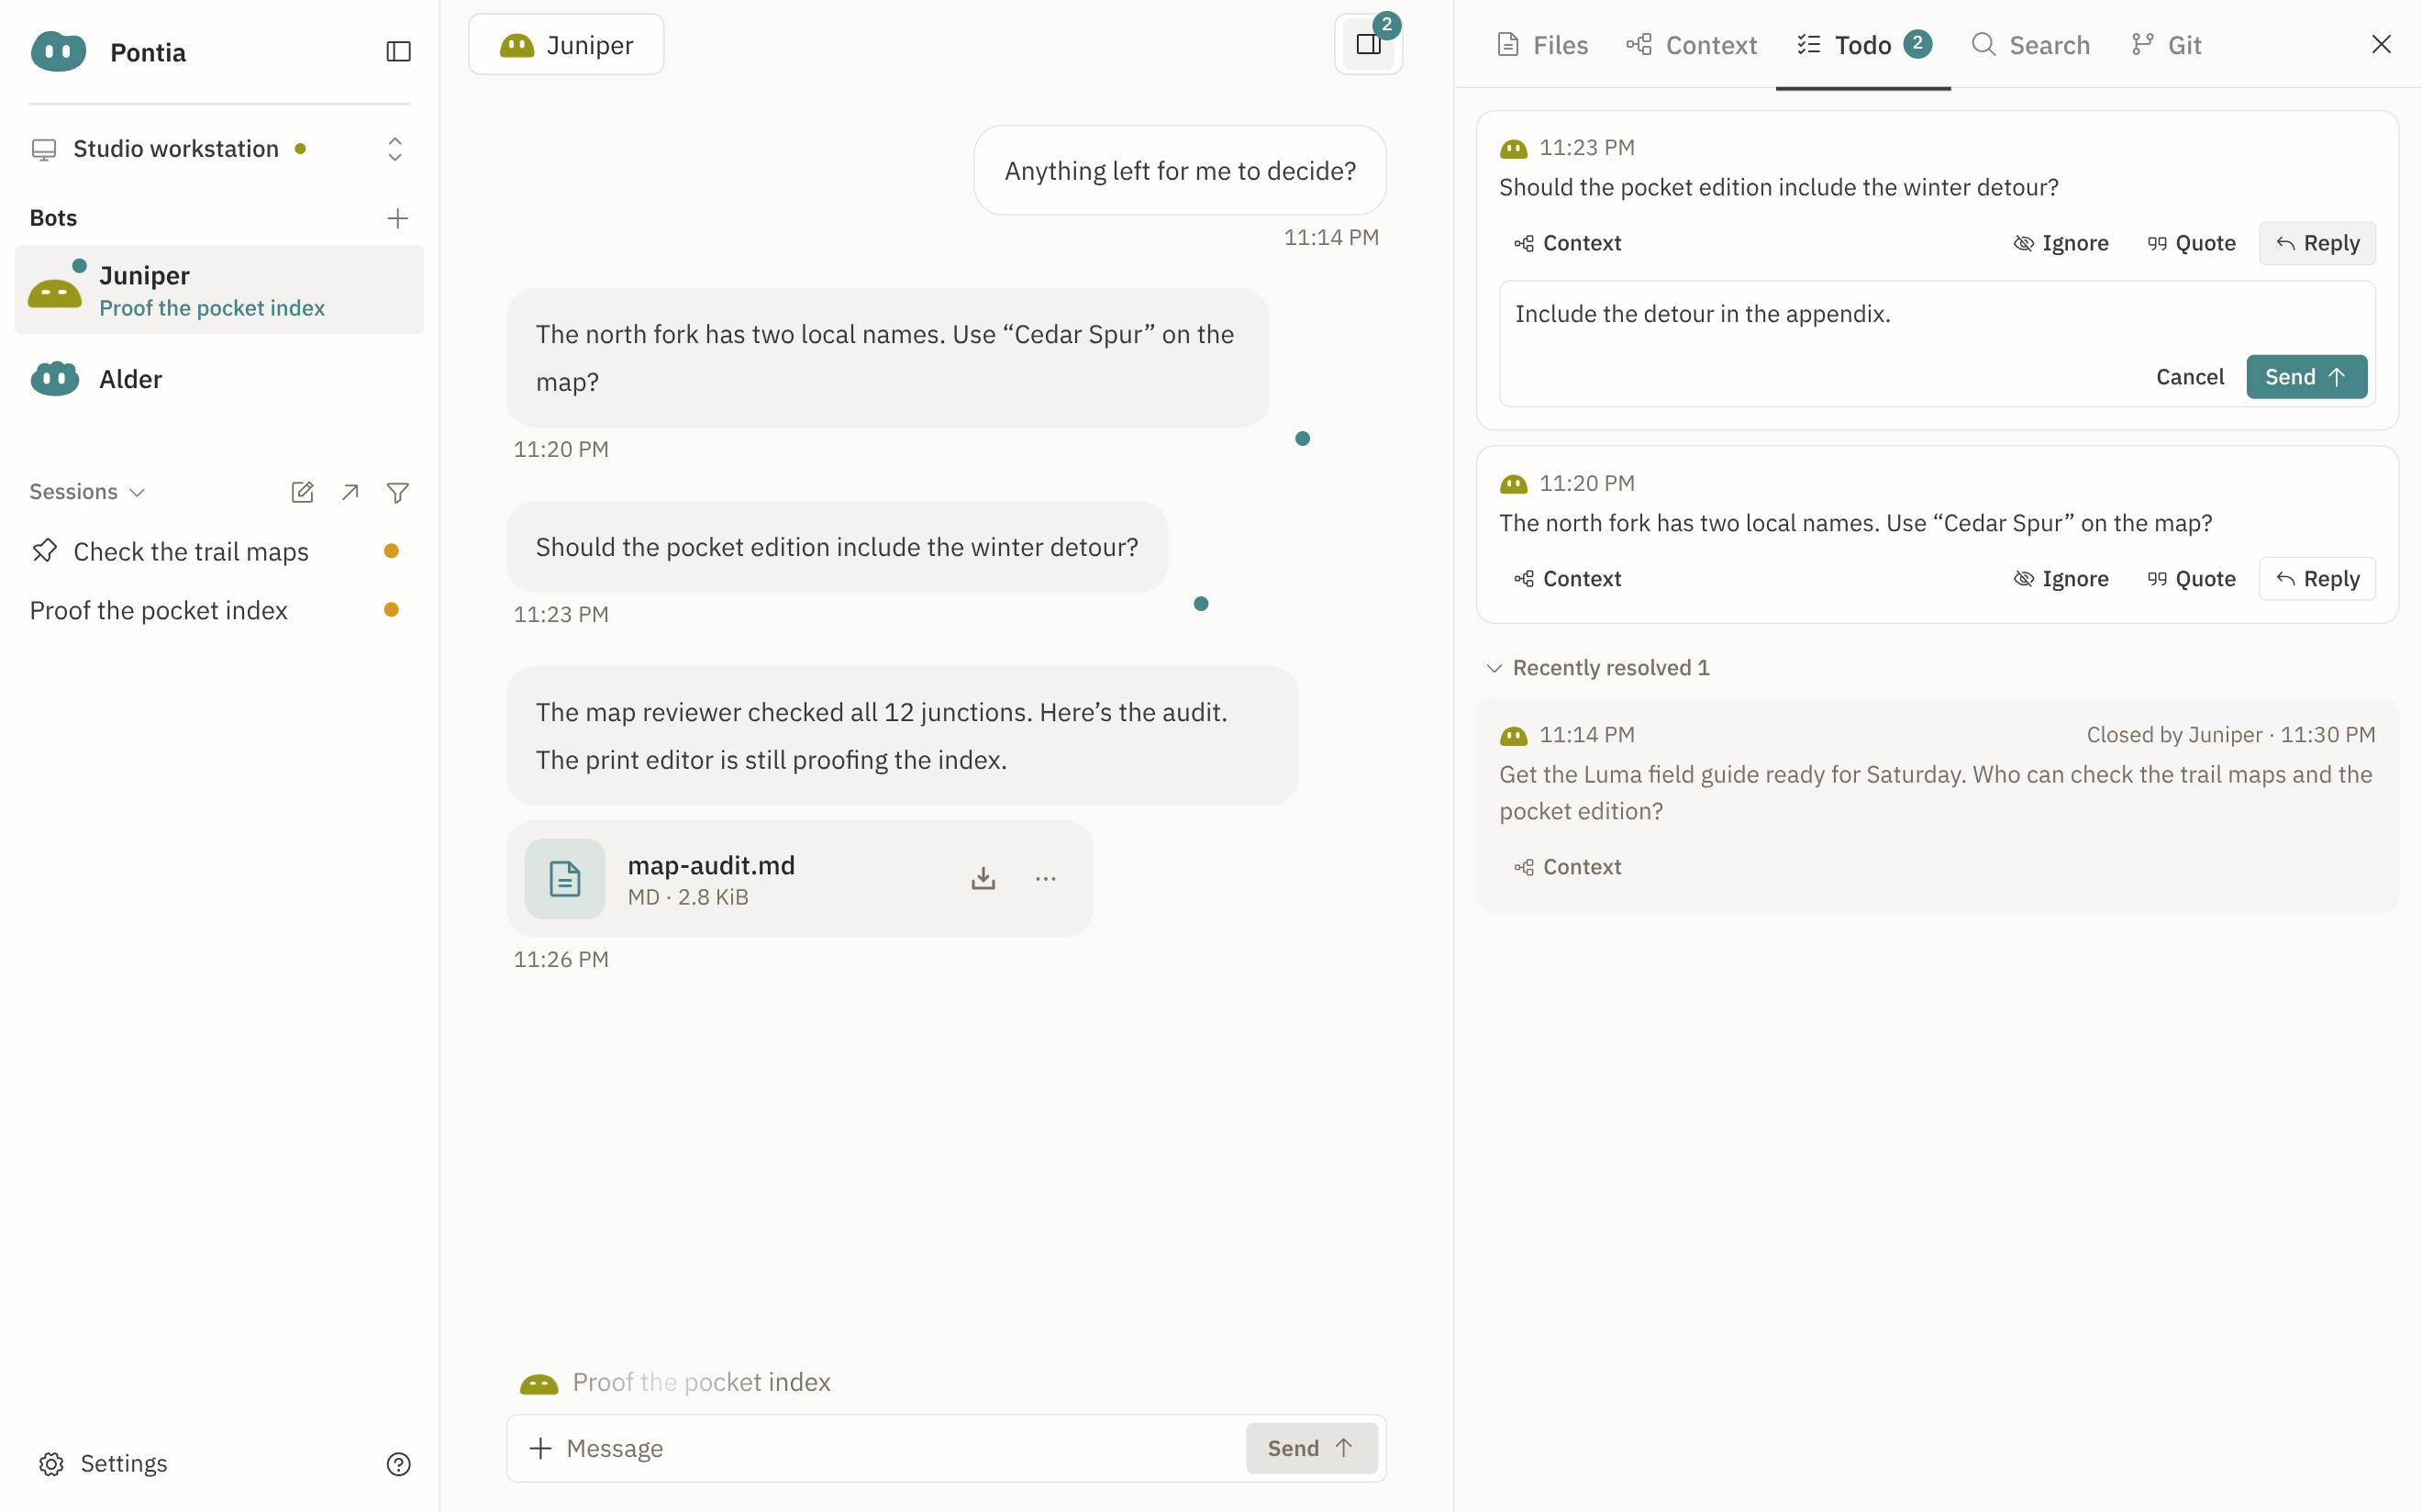 Pontia
Studio workstation
Bots
Juniper
Proof the pocket index
Alder
Sessions
Check the trail maps
Proof the pocket index
Settings
Juniper
2
Anything left for me to decide?
11:14 PM
The north fork has two local names. Use “Cedar Spur” on the
map?
11:20 PM
Should the pocket edition include the winter detour?
11:23 PM
The map reviewer checked all 12 junctions. Here’s the audit.
The print editor is still proofing the index.
map-audit.md
MD · 2.8 KiB
11:26 PM
Proof the pocket index
Message
Send
Files
Context
Todo 2
Search
Git
11:23 PM
Should the pocket edition include the winter detour?
Context
Ignore
Quote
Reply
Include the detour in the appendix.
Cancel
Send
11:20 PM
The north fork has two local names. Use “Cedar Spur” on the map?
Context
Ignore
Quote
Reply
Recently resolved 1
11:14 PM
Closed by Juniper · 11:30 PM
Get the Luma field guide ready for Saturday. Who can check the trail maps and the
pocket edition?
Context